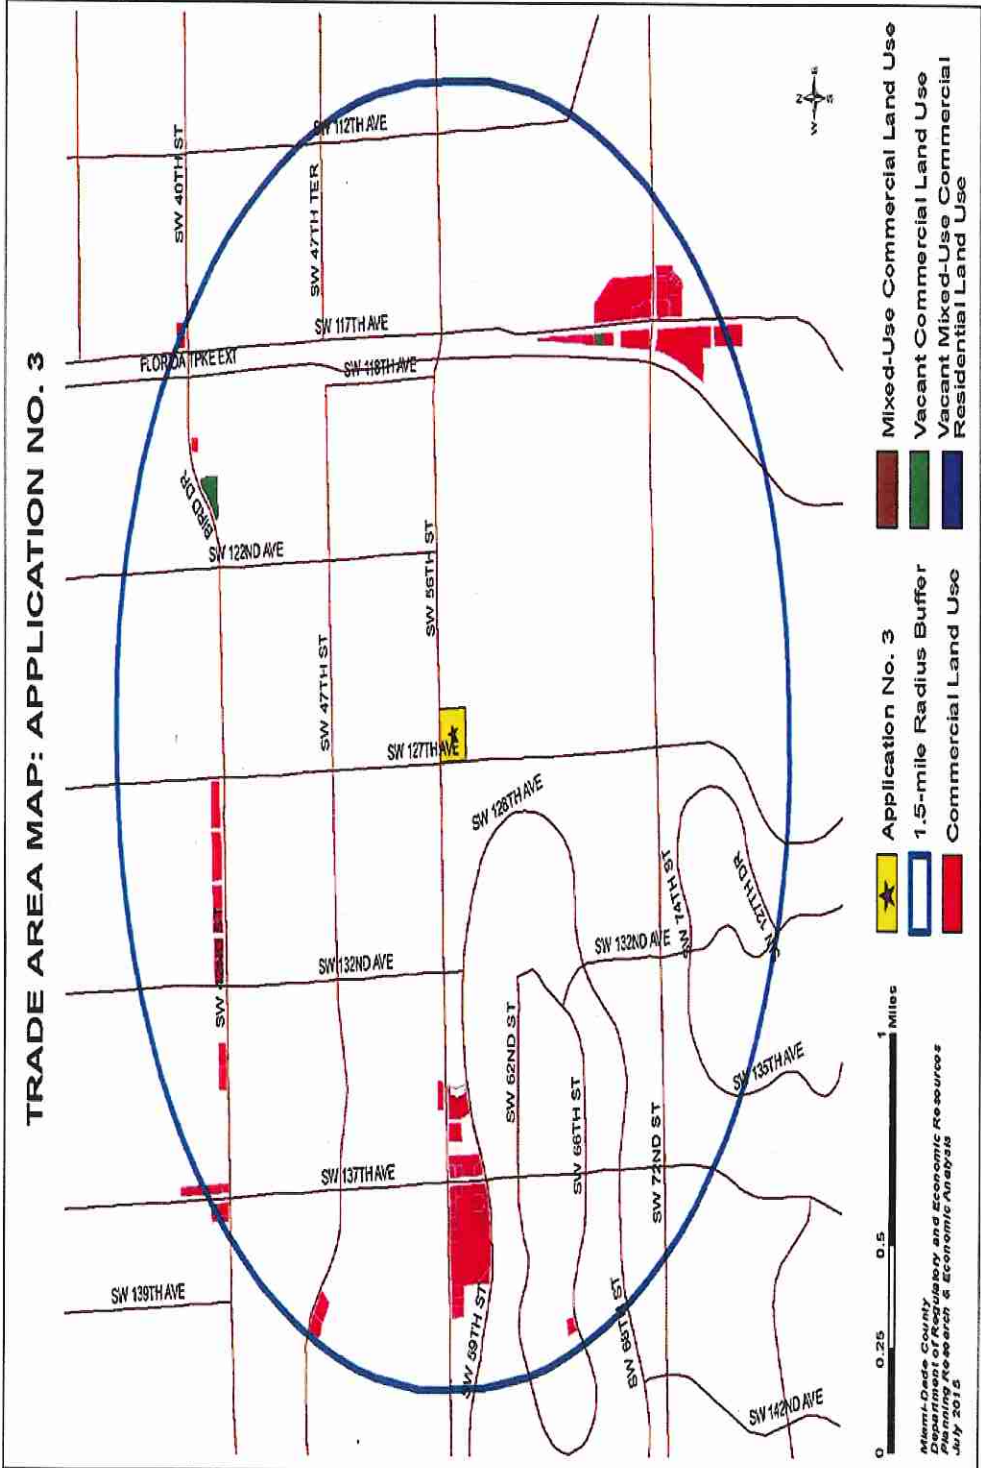 TRADE AREA MAP: APPLICATION NO. 3
SW 40TH ST
SW 112TH AVE
SW 47TH TER
FLORIDA TPKE EXT
SW 117TH AVE
SW 118TH AVE
BIRD DR
SW 122ND AVE
SW 56TH ST
SW 47TH ST
SW 127TH AVE
SW 128TH AVE
SW 74TH ST
SW 127TH DR
SW 132ND AVE
SW 132ND AVE
SW 62ND ST
SW 66TH ST
SW 135TH AVE
SW 137TH AVE
SW 72ND ST
SW 139TH AVE
SW 59TH ST
SW 68TH ST
SW 142ND AVE
N
W E
S
0 0.25 0.5 1
Miles
Miami-Dade County
Department of Regulatory and Economic Resources
Planning Research & Economic Analysis
July 2015
Application No. 3
1.5-mile Radius Buffer
Commercial Land Use
Mixed-Use Commercial Land Use
Vacant Commercial Land Use
Vacant Mixed-Use Commercial
Residential Land Use